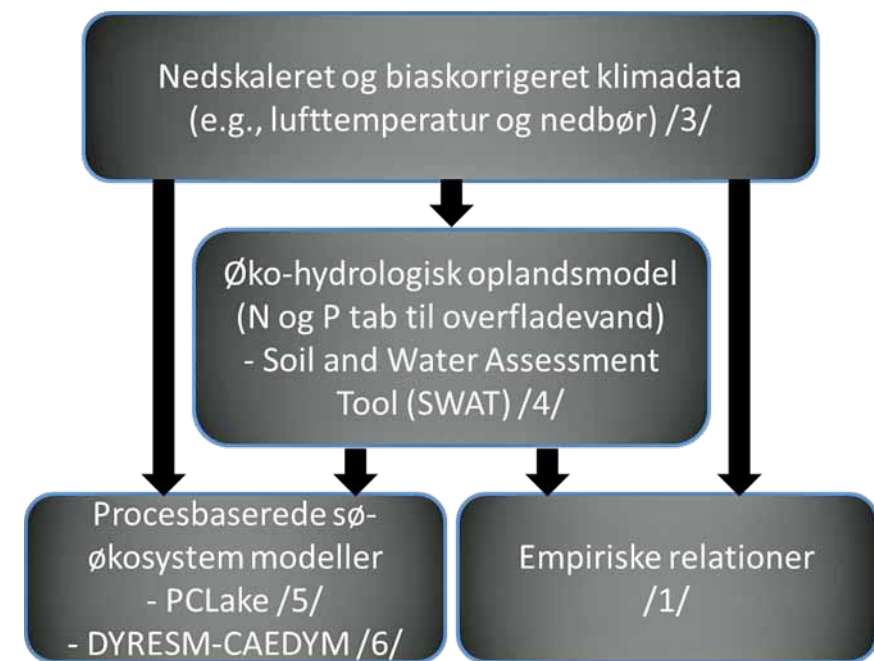 Nedskaleret og biaskorrigeret klimadata
(e.g., lufttemperatur og nedbør) /3/
Øko-hydrologisk oplandsmodel
(N og P tab til overfladevand)
- Soil and Water Assessment
Tool (SWAT) /4/
Procesbaserede sø-
økosystem modeller
- PCLake /5/
- DYRESM-CAEDYM /6/
Empiriske relationer
/1/